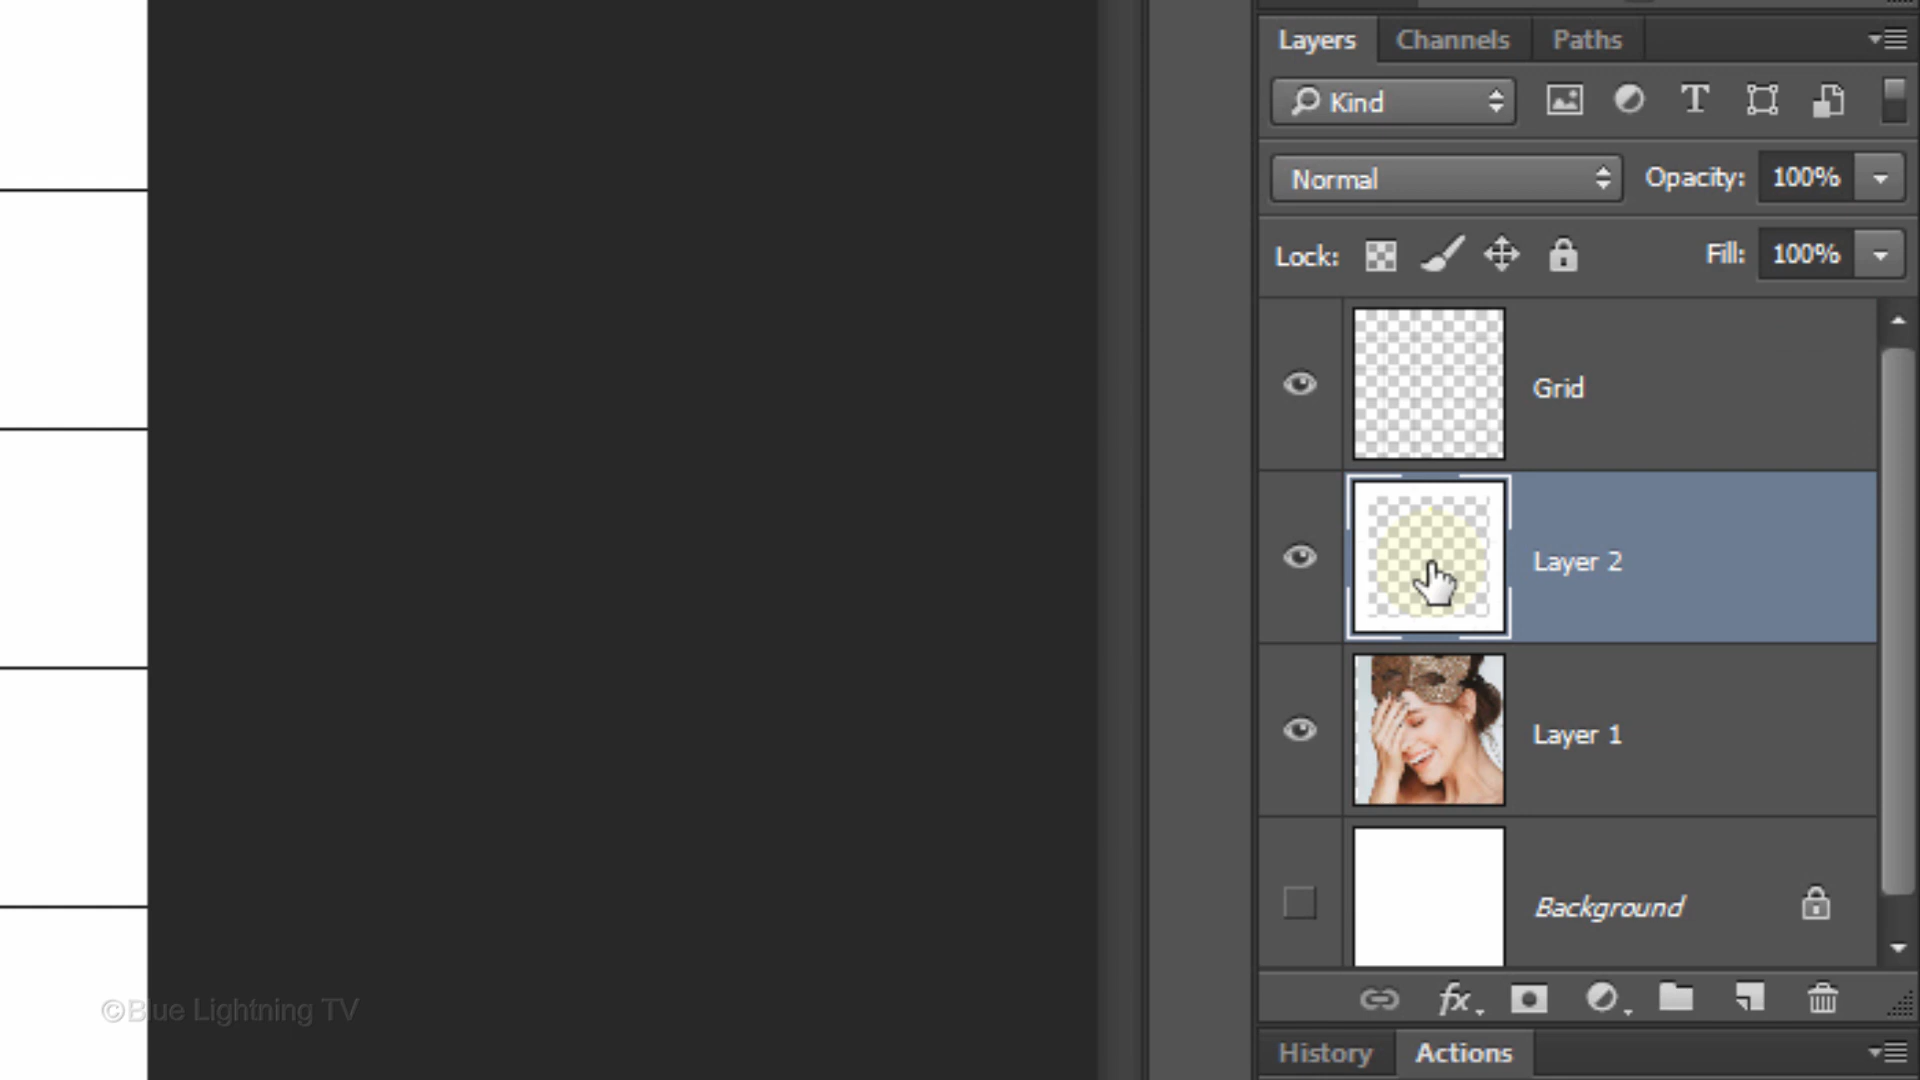 Layers Channels Paths
Kind T
Normal Opacity: 100%
Lock: Fill: 100%
Grid
Layer 2
Layer 1
Background
©Blue Lightning TV
fx
History Actions